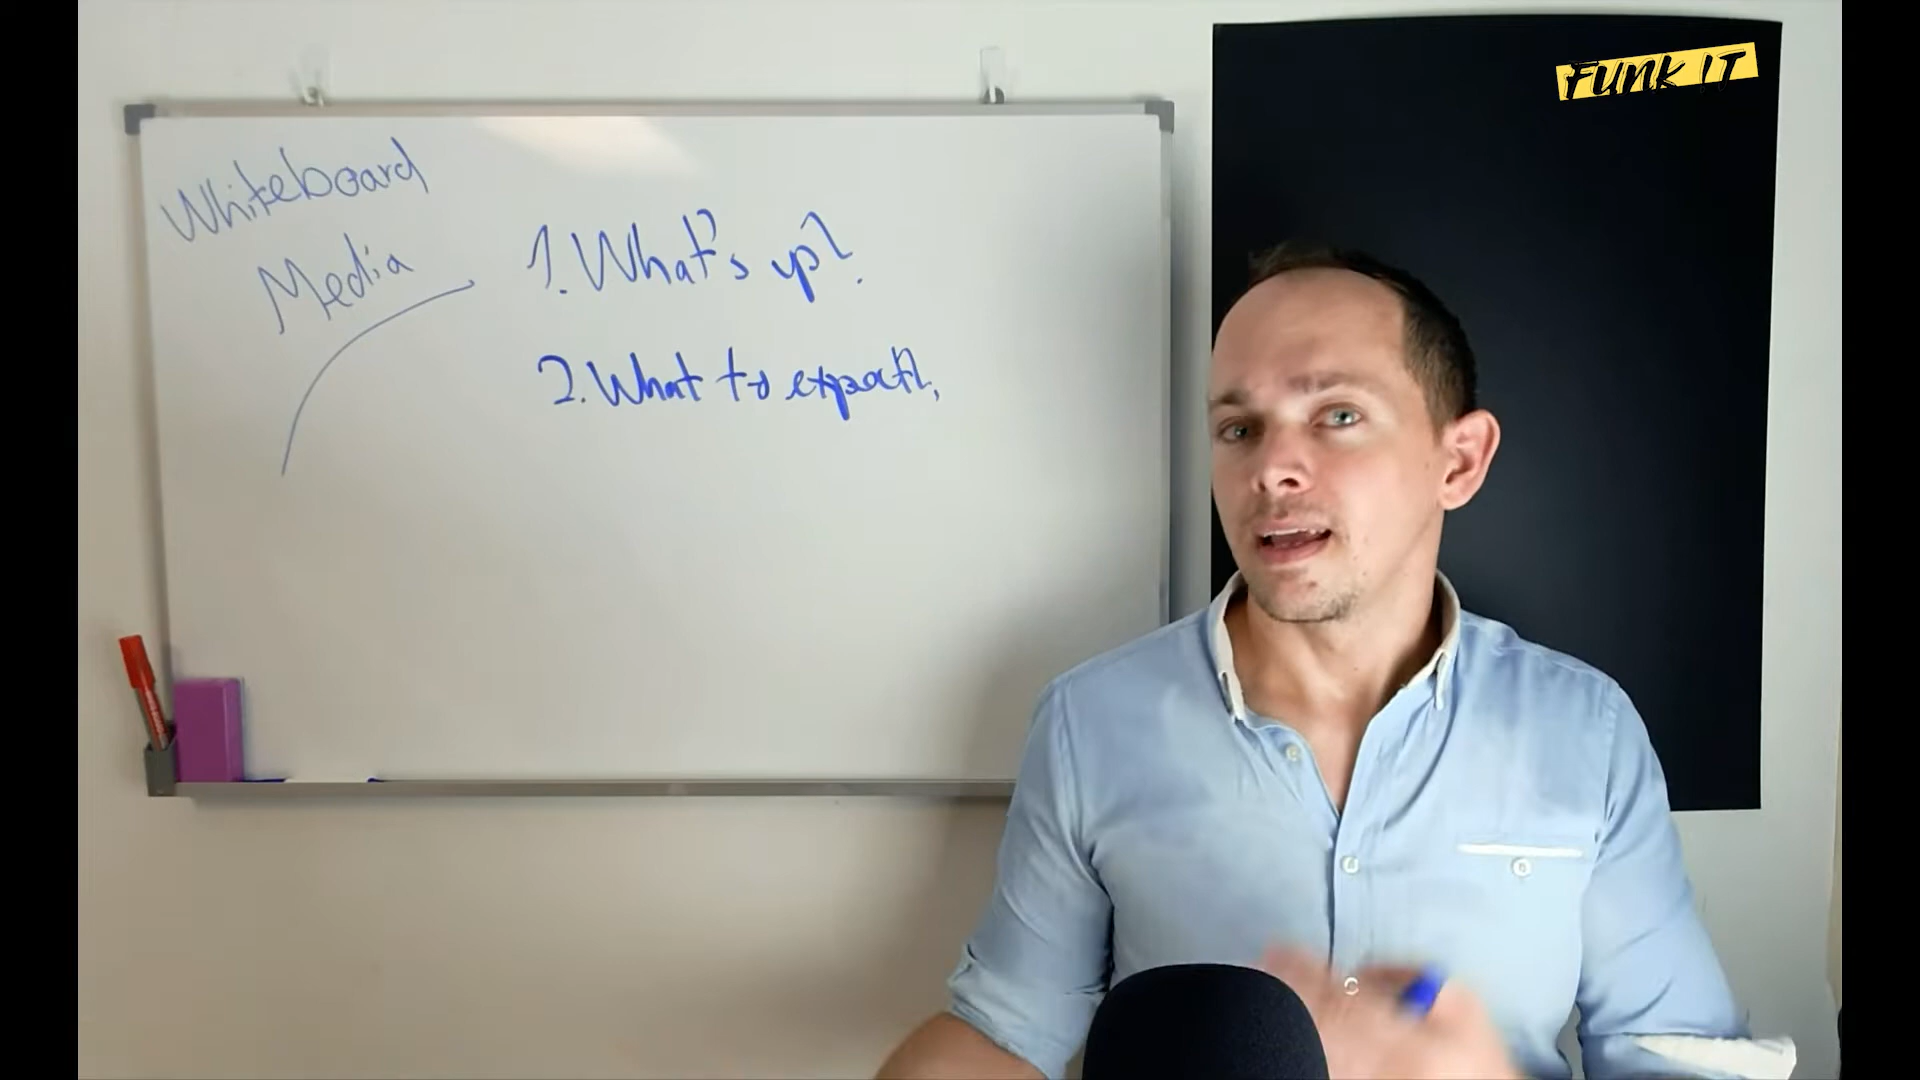 FUNK IT
Whiteboard
Media
1. What's up?
2. What to expect?